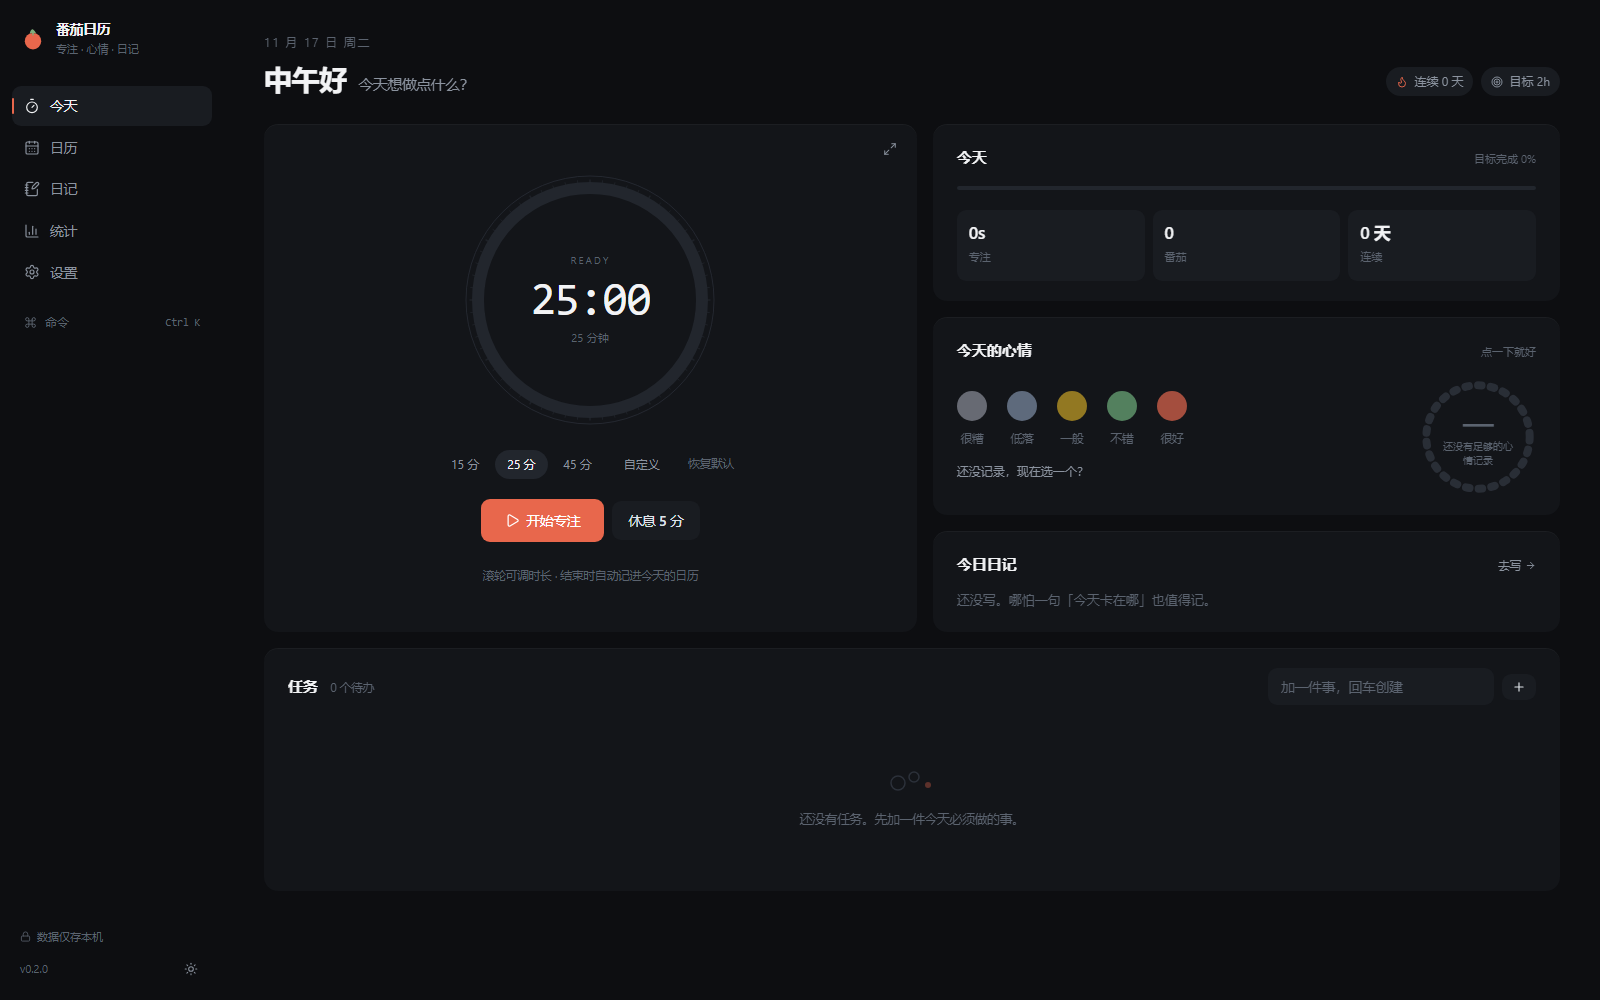 番茄日历
专注 · 心情 · 日记
今天
日历
日记
统计
设置
⌘ 命令 Ctrl K
数据仅存本机
v0.2.0
11 月 17 日 周二
中午好 今天想做点什么?
连续 0 天
目标 2h
READY
25:00
25 分钟
15 分 25 分 45 分 自定义 恢复默认
开始专注 休息 5 分
滚轮可调时长 · 结束时自动记进今天的日历
今天 目标完成 0%
0s
专注
0
番茄
0 天
连续
今天的心情 点一下就好
很糟 低落 一般 不错 很好
还没记录，现在选一个?
—
还没有足够的心
情记录
今日日记 去写 →
还没写。哪怕一句「今天卡在哪」也值得记。
任务 0 个待办
加一件事，回车创建 +
还没有任务。先加一件今天必须做的事。